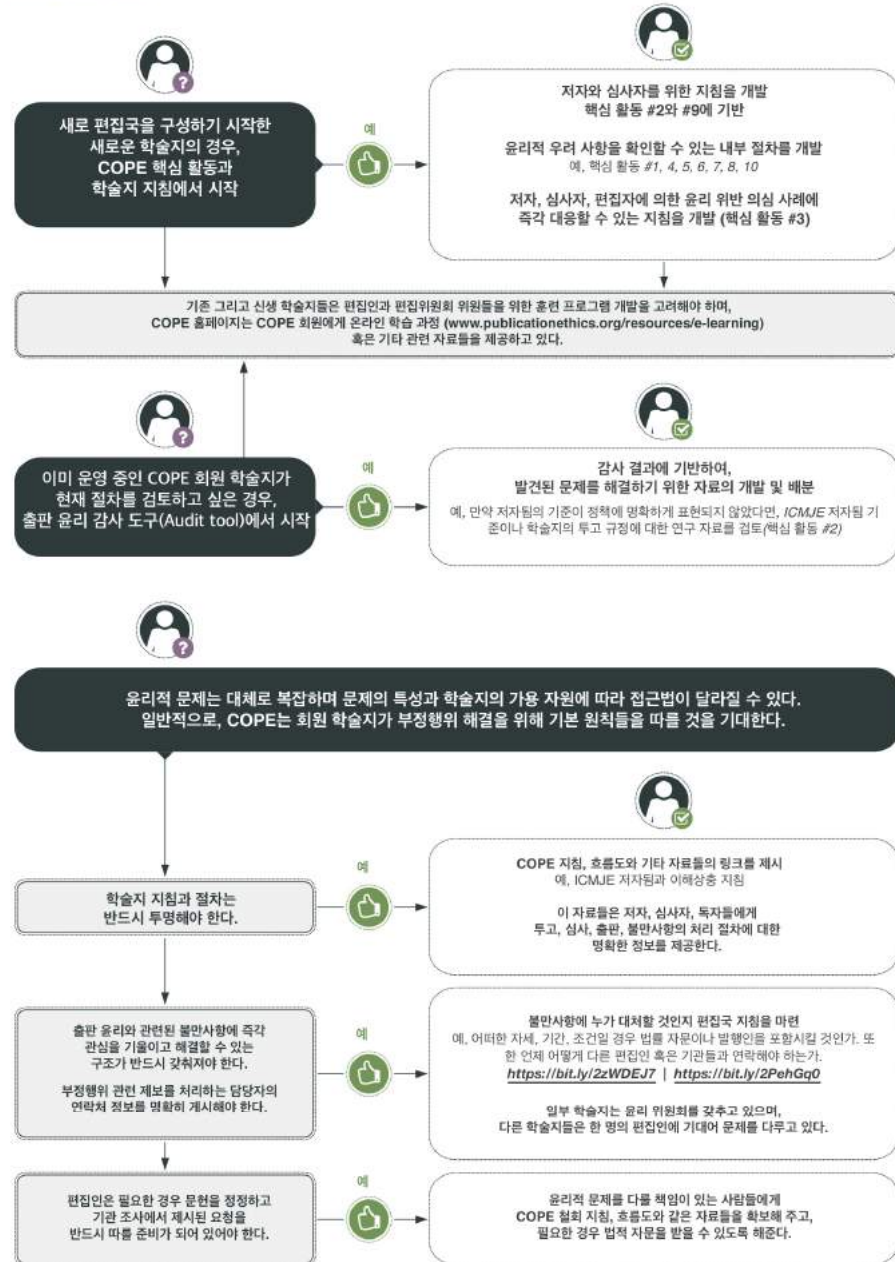 ?
새로 편집국을 구성하기 시작한
새로운 학술지의 경우,
COPE 핵심 활동과
학술지 지침에서 시작
예
저자와 심사자를 위한 지침을 개발
핵심 활동 #2와 #9에 기반
윤리적 우려 사항을 확인할 수 있는 내부 절차를 개발
예, 핵심 활동 #1, 4, 5, 6, 7, 8, 10
저자, 심사자, 편집자에 의한 윤리 위반 의심 사례에
즉각 대응할 수 있는 지침을 개발 (핵심 활동 #3)
기존 그리고 신생 학술지들은 편집인과 편집위원회 위원들을 위한 훈련 프로그램 개발을 고려해야 하며,
COPE 홈페이지는 COPE 회원에게 온라인 학습 과정 (www.publicationethics.org/resources/e-learning)
혹은 기타 관련 자료들을 제공하고 있다.
?
이미 운영 중인 COPE 회원 학술지가
현재 절차를 검토하고 싶은 경우,
출판 윤리 감사 도구(Audit tool)에서 시작
예
감사 결과에 기반하여,
발견된 문제를 해결하기 위한 자료의 개발 및 배분
예, 만약 저자됨의 기준이 정책에 명확하게 표현되지 않았다면, ICMJE 저자됨 기
준이나 학술지의 투고 규정에 대한 연구 자료를 검토(핵심 활동 #2)
?
윤리적 문제는 대체로 복잡하며 문제의 특성과 학술지의 가용 자원에 따라 접근법이 달라질 수 있다.
일반적으로, COPE는 회원 학술지가 부정행위 해결을 위해 기본 원칙들을 따를 것을 기대한다.
학술지 지침과 절차는
반드시 투명해야 한다.
예
COPE 지침, 흐름도와 기타 자료들의 링크를 제시
예, ICMJE 저자됨과 이해상충 지침
이 자료들은 저자, 심사자, 독자들에게
투고, 심사, 출판, 불만사항의 처리 절차에 대한
명확한 정보를 제공한다.
출판 윤리와 관련된 불만사항에 즉각
관심을 기울이고 해결할 수 있는
구조가 반드시 갖춰져야 한다.
부정행위 관련 제보를 처리하는 담당자의
연락처 정보를 명확히 게시해야 한다.
예
불만사항에 누가 대처할 것인지 편집국 지침을 마련
예, 어떠한 자세, 기간, 조건일 경우 법률 자문이나 발행인을 포함시킬 것인가. 또
한 언제 어떻게 다른 편집인 혹은 기관들과 연락해야 하는가.
https://bit.ly/2zWDEJ7 | https://bit.ly/2PehGq0
일부 학술지는 윤리 위원회를 갖추고 있으며,
다른 학술지들은 한 명의 편집인에 기대어 문제를 다루고 있다.
편집인은 필요한 경우 문헌을 정정하고
기관 조사에서 제시된 요청을
반드시 따를 준비가 되어 있어야 한다.
예
윤리적 문제를 다룰 책임이 있는 사람들에게
COPE 철회 지침, 흐름도와 같은 자료들을 확보해 주고,
필요한 경우 법적 자문을 받을 수 있도록 해준다.